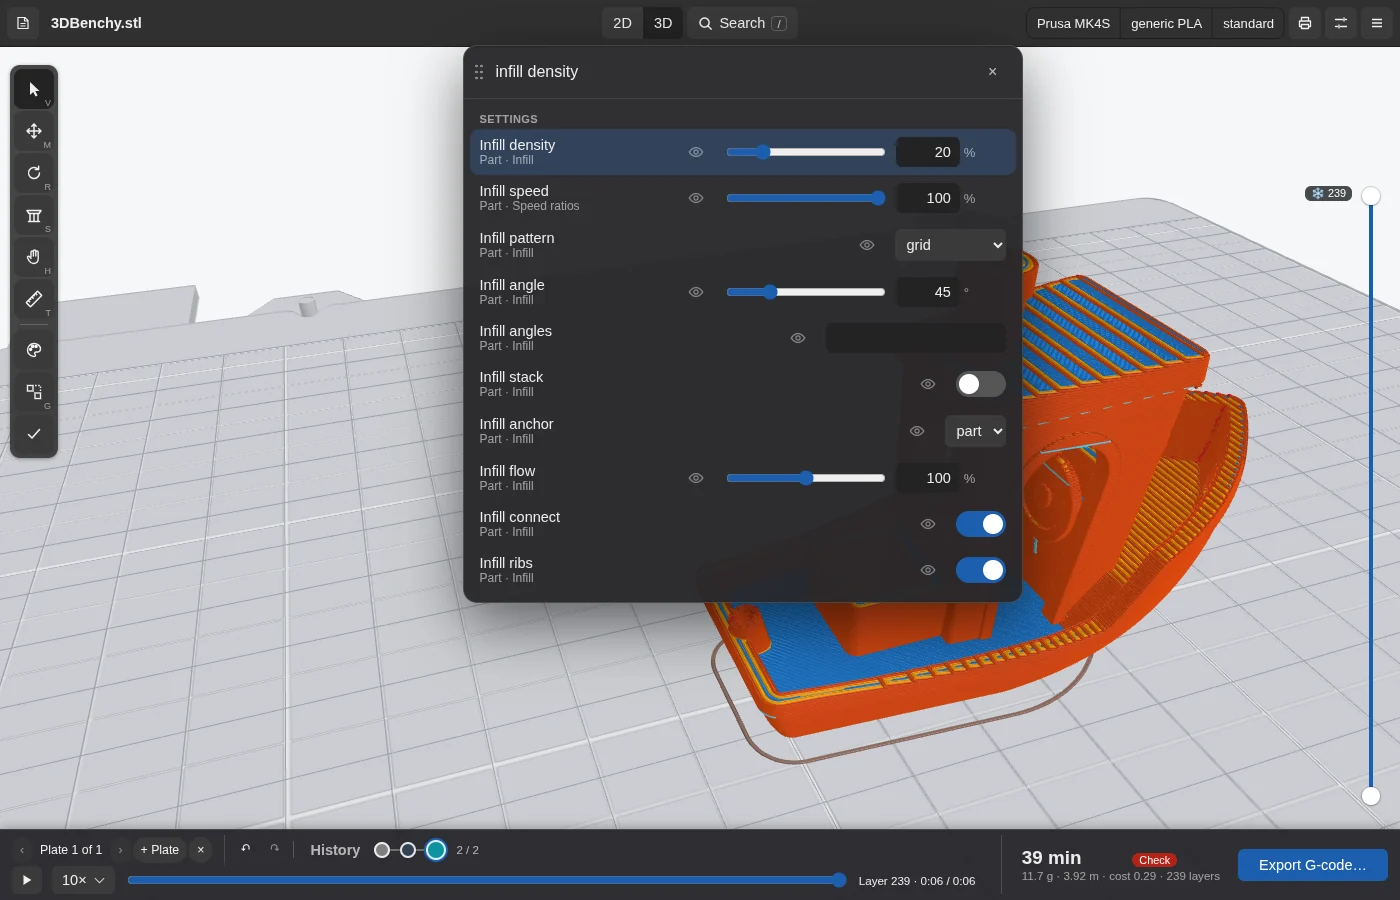 3DBenchy.stl
2D 3D Search /
Prusa MK4S generic PLA standard
infill density ×
SETTINGS
Infill density
Part · Infill
20 %
Infill speed
Part · Speed ratios
100 %
Infill pattern
Part · Infill
grid
Infill angle
Part · Infill
45 °
Infill angles
Part · Infill
Infill stack
Part · Infill
Infill anchor
Part · Infill
part
Infill flow
Part · Infill
100 %
Infill connect
Part · Infill
Infill ribs
Part · Infill
V
M
R
S
H
T
G
239
‹ Plate 1 of 1 › + Plate ×
History 2 / 2
10×
Layer 239 · 0:06 / 0:06
39 min Check
11.7 g · 3.92 m · cost 0.29 · 239 layers
Export G-code…